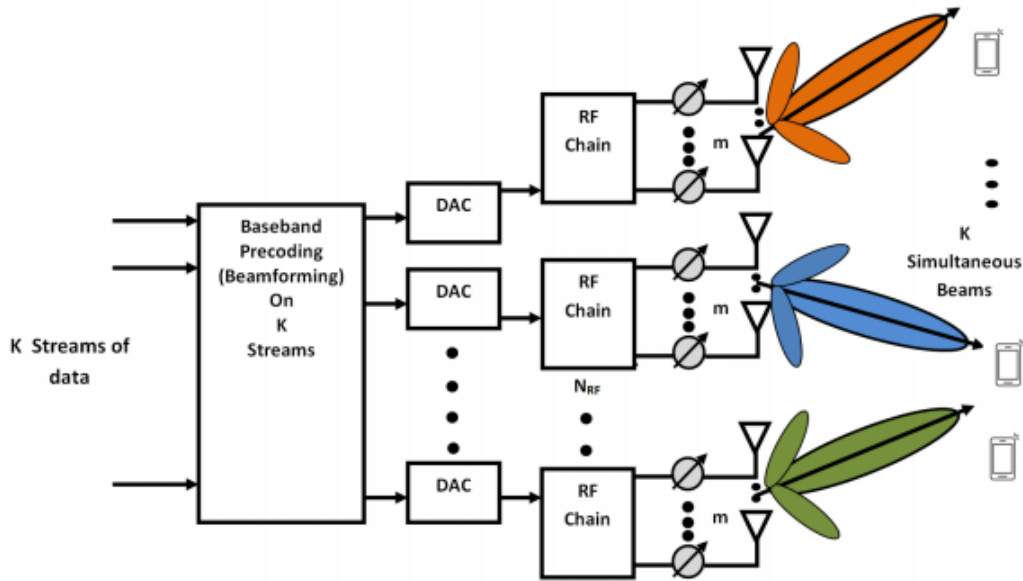 K Streams of
data
Baseband
Precoding
(Beamforming)
On
K
Streams
DAC
DAC
DAC
RF
Chain
RF
Chain
NRF
RF
Chain
m
m
m
K
Simultaneous
Beams